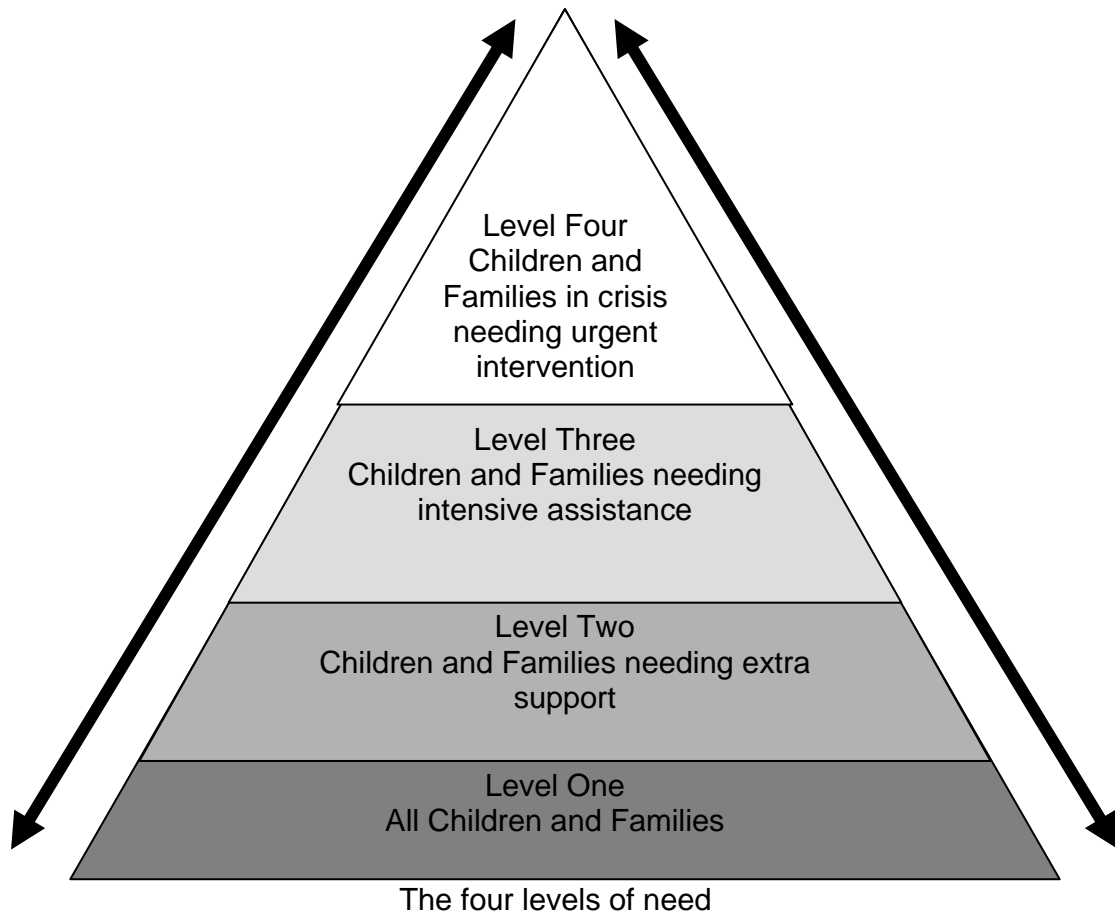 Level Four
Children and
Families in crisis
needing urgent
intervention
Level Three
Children and Families needing
intensive assistance
Level Two
Children and Families needing extra
support
Level One
All Children and Families
The four levels of need